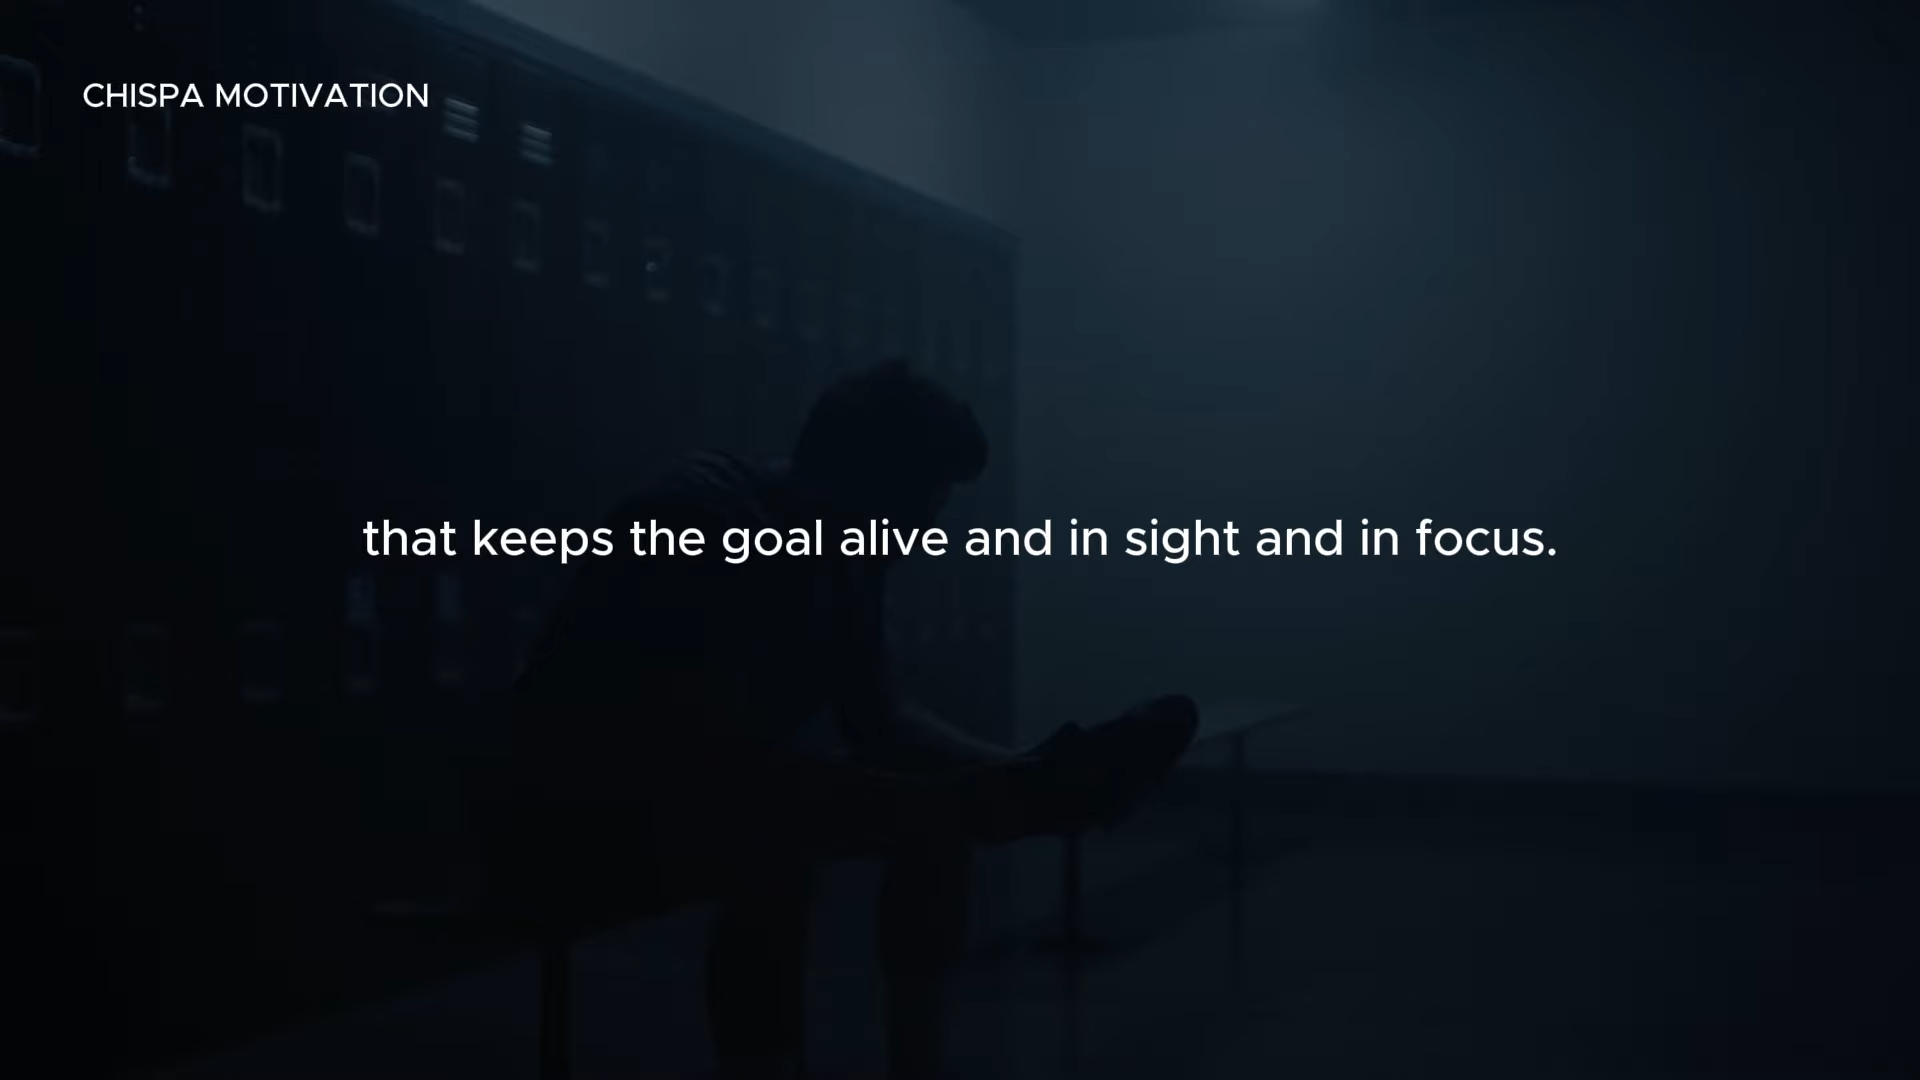 CHISPA MOTIVATION
that keeps the goal alive and in sight and in focus.